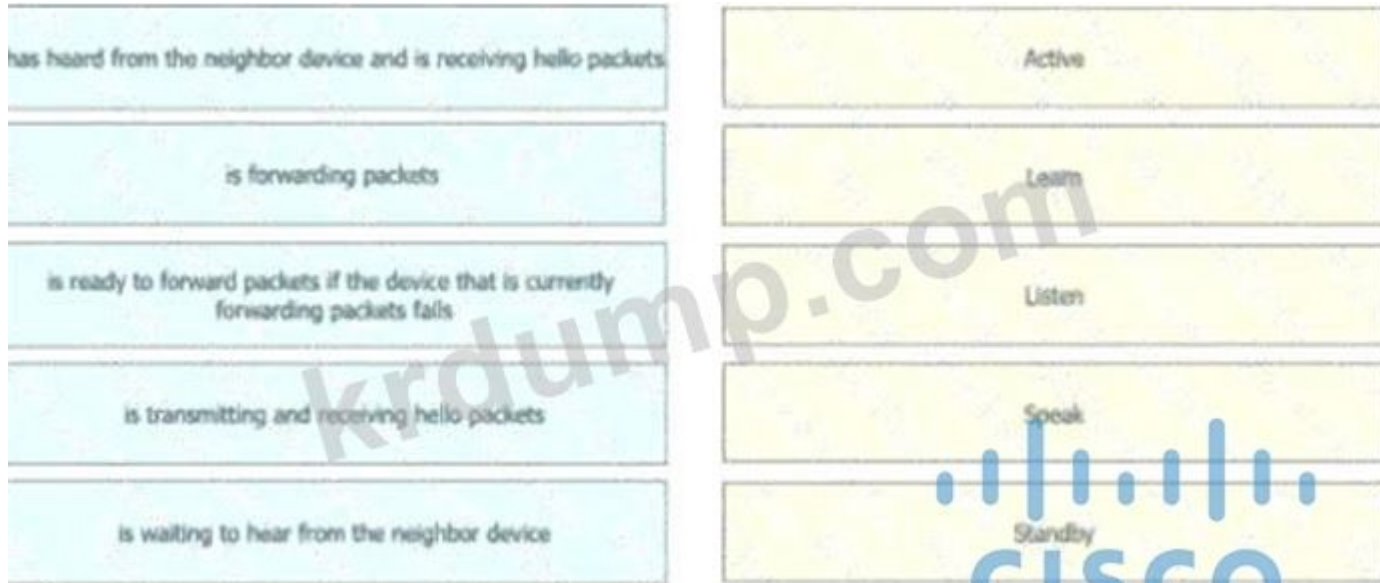 has heard from the neighbor device and is receiving hello packets
Active
is forwarding packets
Learn
is ready to forward packets if the device that is currently
forwarding packets fails
Listen
is transmitting and receiving hello packets
Speak
is waiting to hear from the neighbor device
Standby
krdump.com
CISCO